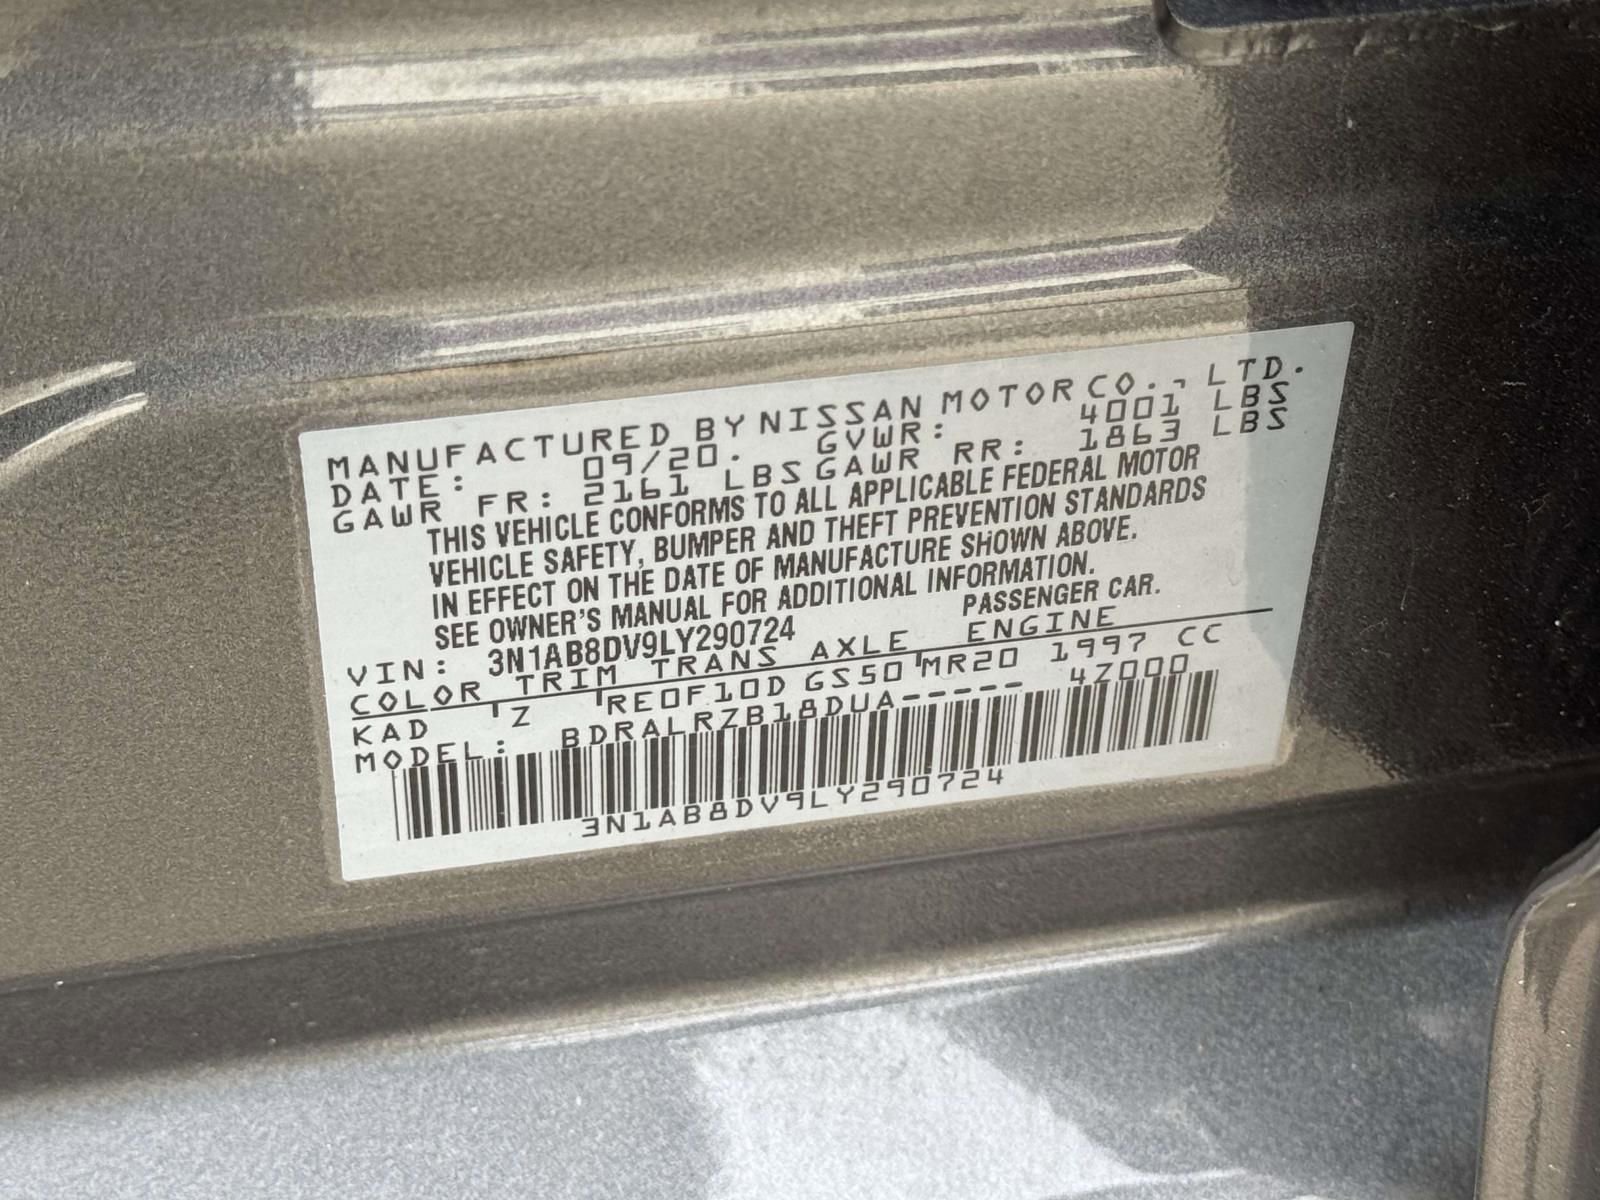 MANUFACTURED BY NISSAN MOTOR CO., LTD.
DATE: 09/20. GVWR: 4001 LBS
GAWR FR: 2161 LBS GAWR RR: 1863 LBS
THIS VEHICLE CONFORMS TO ALL APPLICABLE FEDERAL MOTOR
VEHICLE SAFETY, BUMPER AND THEFT PREVENTION STANDARDS
IN EFFECT ON THE DATE OF MANUFACTURE SHOWN ABOVE.
SEE OWNER'S MANUAL FOR ADDITIONAL INFORMATION.
VIN: 3N1AB8DV9LY290724 PASSENGER CAR.
COLOR TRIM TRANS AXLE ENGINE
KAD Z RE0F10D GS50 MR20 1997 CC
MODEL: BDRALRZB18DUA----- 4Z000
3N1AB8DV9LY290724